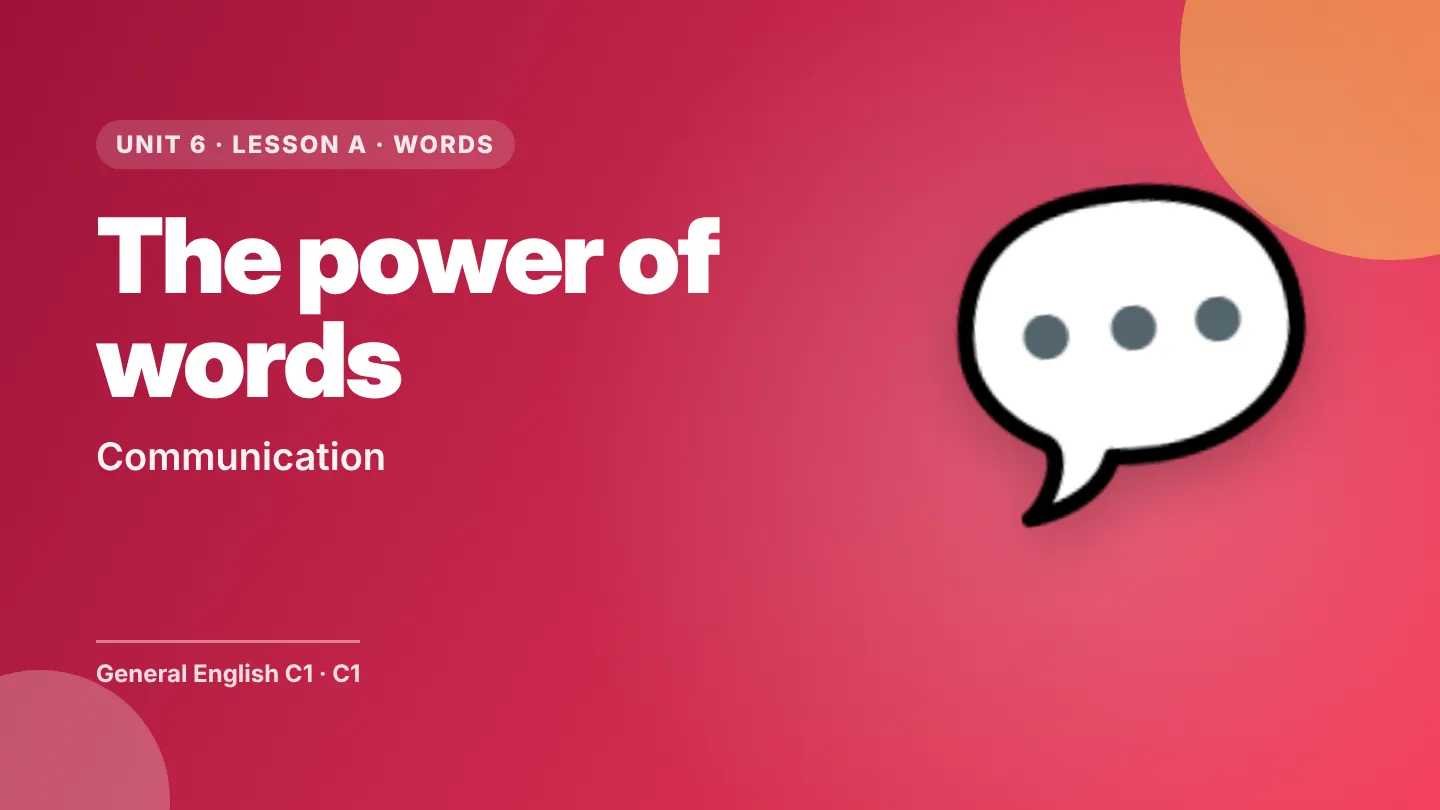 UNIT 6 · LESSON A · WORDS
The power of
words
Communication
General English C1 · C1